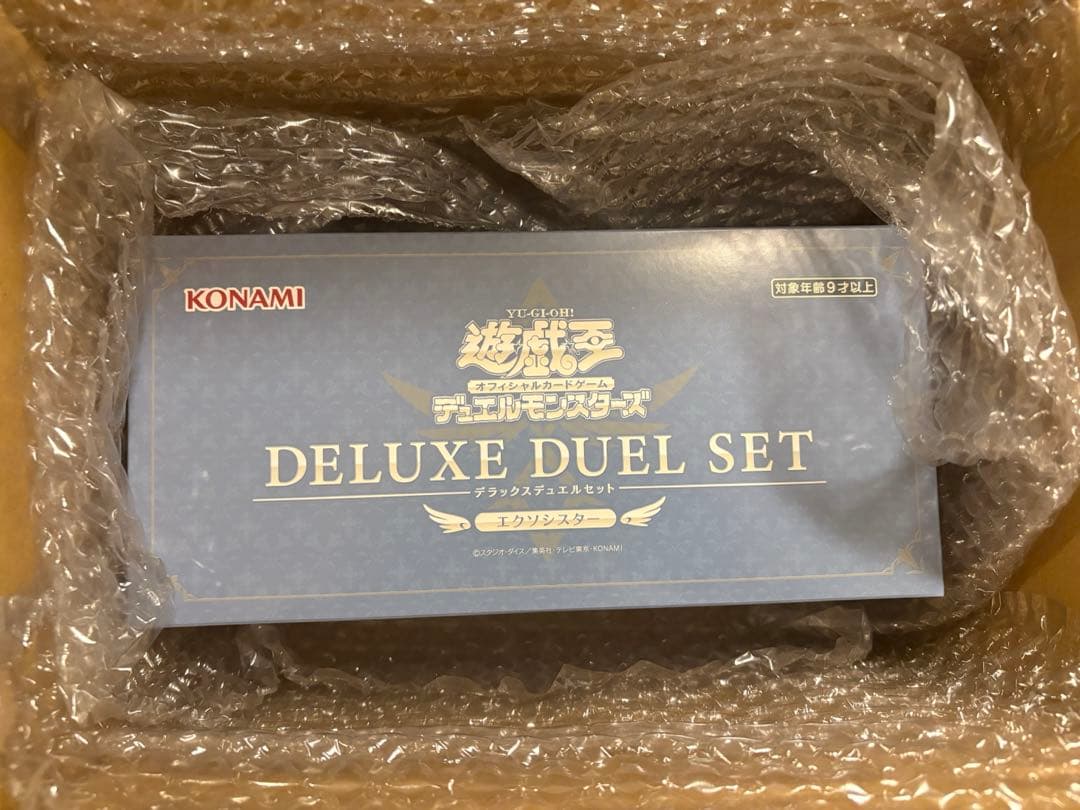 KONAMI
対象年齢9才以上
YU-GI-OH!
遊戯王
オフィシャルカードゲーム
デュエルモンスターズ
DELUXE DUEL SET
デラックスデュエルセット
エクソシスター
©スタジオ・ダイス/集英社・テレビ東京・KONAMI